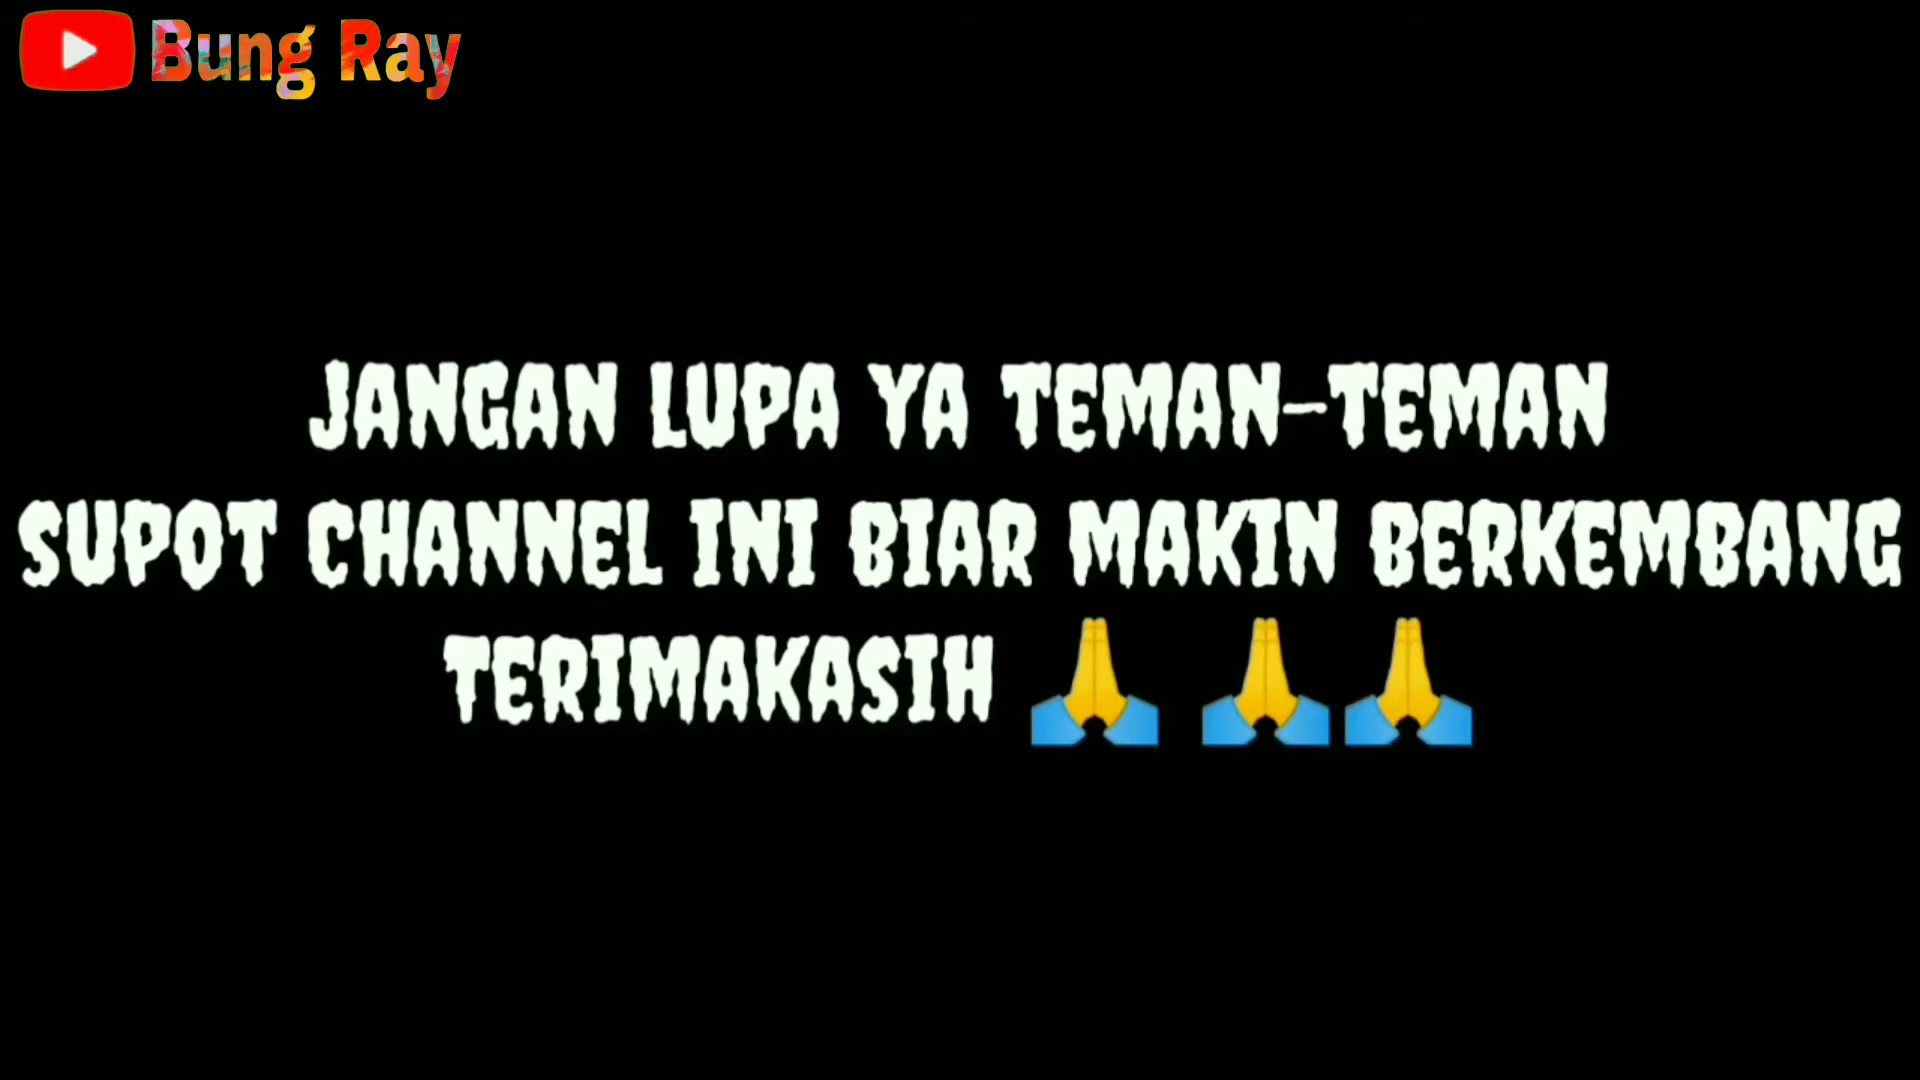 Bung Ray
JANGAN LUPA YA TEMAN-TEMAN
SUPOT CHANNEL INI BIAR MAKIN BERKEMBANG
TERIMAKASIH 🙏 🙏🙏